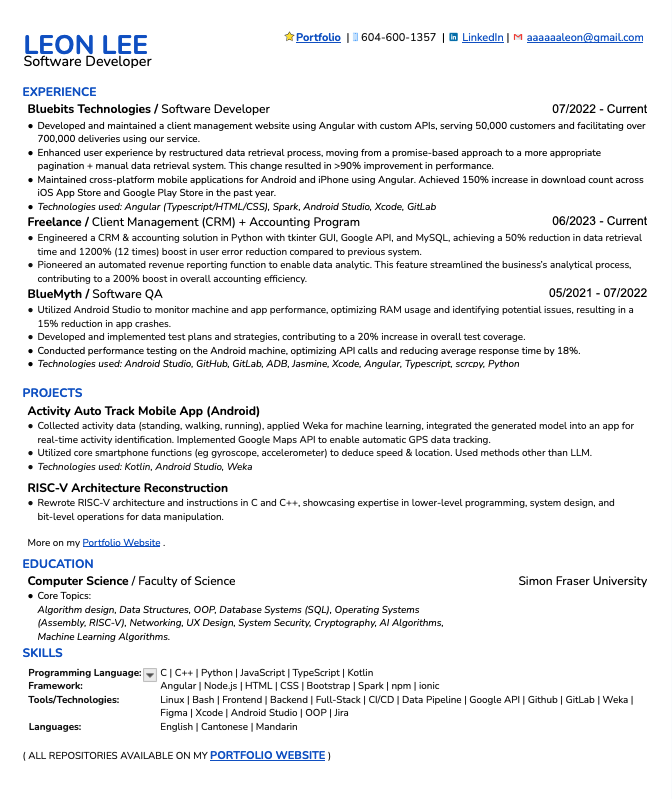 LEON LEE
Software Developer
Portfolio | 604-600-1357 | LinkedIn | aaaaaaleon@gmail.com
EXPERIENCE
Bluebits Technologies / Software Developer 07/2022 - Current
● Developed and maintained a client management website using Angular with custom APIs, serving 50,000 customers and facilitating over
700,000 deliveries using our service.
● Enhanced user experience by restructured data retrieval process, moving from a promise-based approach to a more appropriate
pagination + manual data retrieval system. This change resulted in >90% improvement in performance.
● Maintained cross-platform mobile applications for Android and iPhone using Angular. Achieved 150% increase in download count across
iOS App Store and Google Play Store in the past year.
● Technologies used: Angular (Typescript/HTML/CSS), Spark, Android Studio, Xcode, GitLab
Freelance / Client Management (CRM) + Accounting Program 06/2023 - Current
● Engineered a CRM & accounting solution in Python with tkinter GUI, Google API, and MySQL, achieving a 50% reduction in data retrieval
time and 1200% (12 times) boost in user error reduction compared to previous system.
● Pioneered an automated revenue reporting function to enable data analytic. This feature streamlined the business's analytical process,
contributing to a 200% boost in overall accounting efficiency.
BlueMyth / Software QA 05/2021 - 07/2022
● Utilized Android Studio to monitor machine and app performance, optimizing RAM usage and identifying potential issues, resulting in a
15% reduction in app crashes.
● Developed and implemented test plans and strategies, contributing to a 20% increase in overall test coverage.
● Conducted performance testing on the Android machine, optimizing API calls and reducing average response time by 18%.
● Technologies used: Android Studio, GitHub, GitLab, ADB, Jasmine, Xcode, Angular, Typescript, scrcpy, Python
PROJECTS
Activity Auto Track Mobile App (Android)
● Collected activity data (standing, walking, running), applied Weka for machine learning, integrated the generated model into an app for
real-time activity identification. Implemented Google Maps API to enable automatic GPS data tracking.
● Utilized core smartphone functions (eg gyroscope, accelerometer) to deduce speed & location. Used methods other than LLM.
● Technologies used: Kotlin, Android Studio, Weka
RISC-V Architecture Reconstruction
● Rewrote RISC-V architecture and instructions in C and C++, showcasing expertise in lower-level programming, system design, and
bit-level operations for data manipulation.
More on my Portfolio Website .
EDUCATION
Computer Science / Faculty of Science Simon Fraser University
● Core Topics:
Algorithm design, Data Structures, OOP, Database Systems (SQL), Operating Systems
(Assembly, RISC-V), Networking, UX Design, System Security, Cryptography, AI Algorithms,
Machine Learning Algorithms.
SKILLS
Programming Language: C | C++ | Python | JavaScript | TypeScript | Kotlin
Framework: Angular | Node.js | HTML | CSS | Bootstrap | Spark | npm | ionic
Tools/Technologies: Linux | Bash | Frontend | Backend | Full-Stack | CI/CD | Data Pipeline | Google API | Github | GitLab | Weka |
Figma | Xcode | Android Studio | OOP | Jira
Languages: English | Cantonese | Mandarin
( ALL REPOSITORIES AVAILABLE ON MY PORTFOLIO WEBSITE )